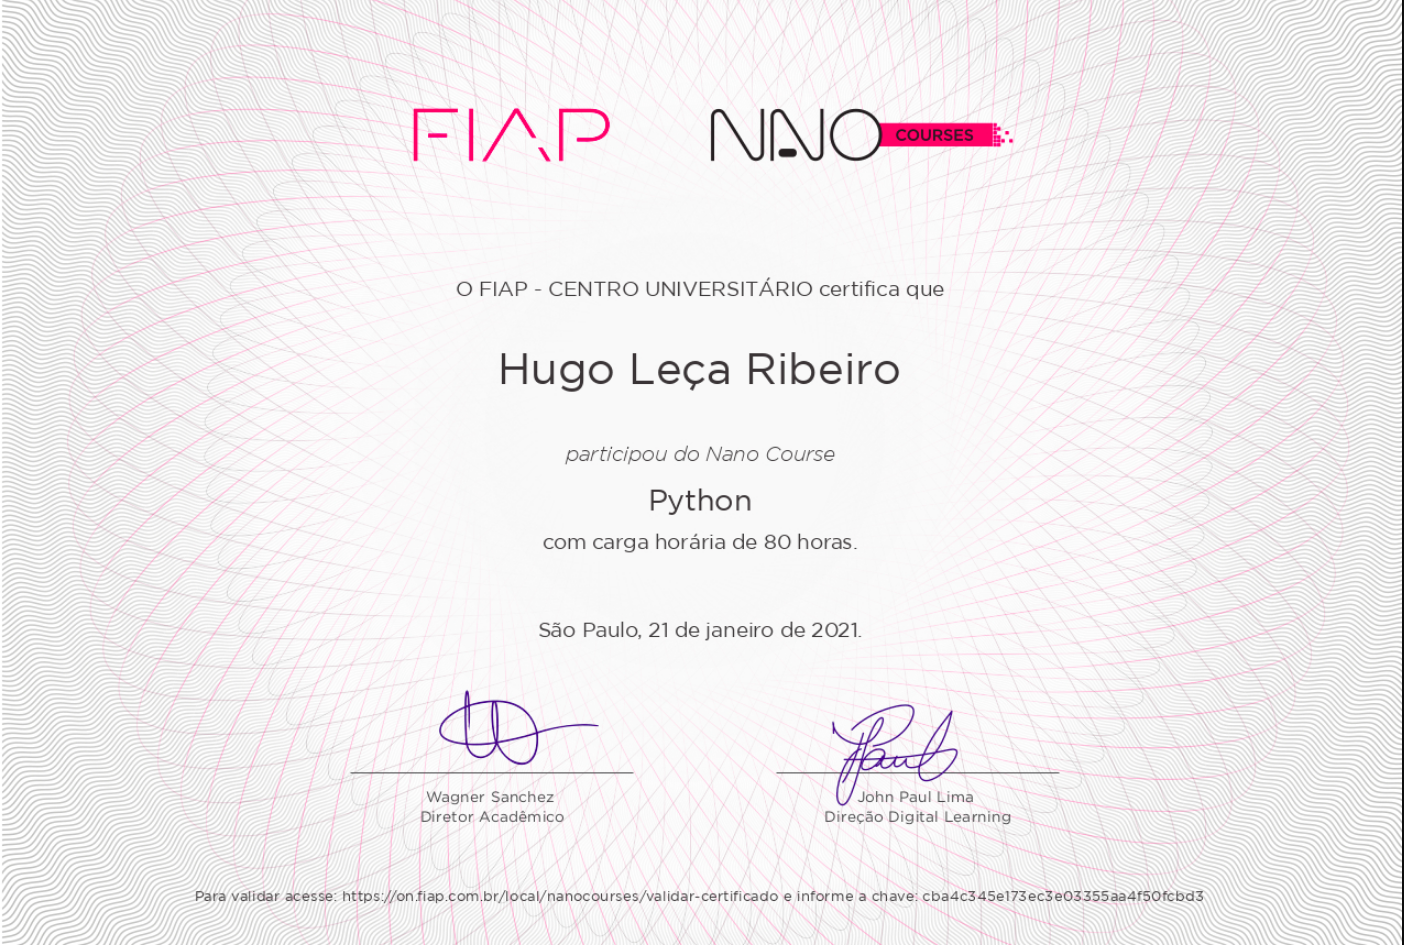 FIAP NANO COURSES
O FIAP - CENTRO UNIVERSITÁRIO certifica que
Hugo Leça Ribeiro
participou do Nano Course
Python
com carga horária de 80 horas.
São Paulo, 21 de janeiro de 2021.
Wagner Sanchez
Diretor Acadêmico
John Paul Lima
Direção Digital Learning
Para validar acesse: https://on.fiap.com.br/local/nanocourses/validar-certificado e informe a chave: cba4c345e173ec3e03355aa4f50fcbd3